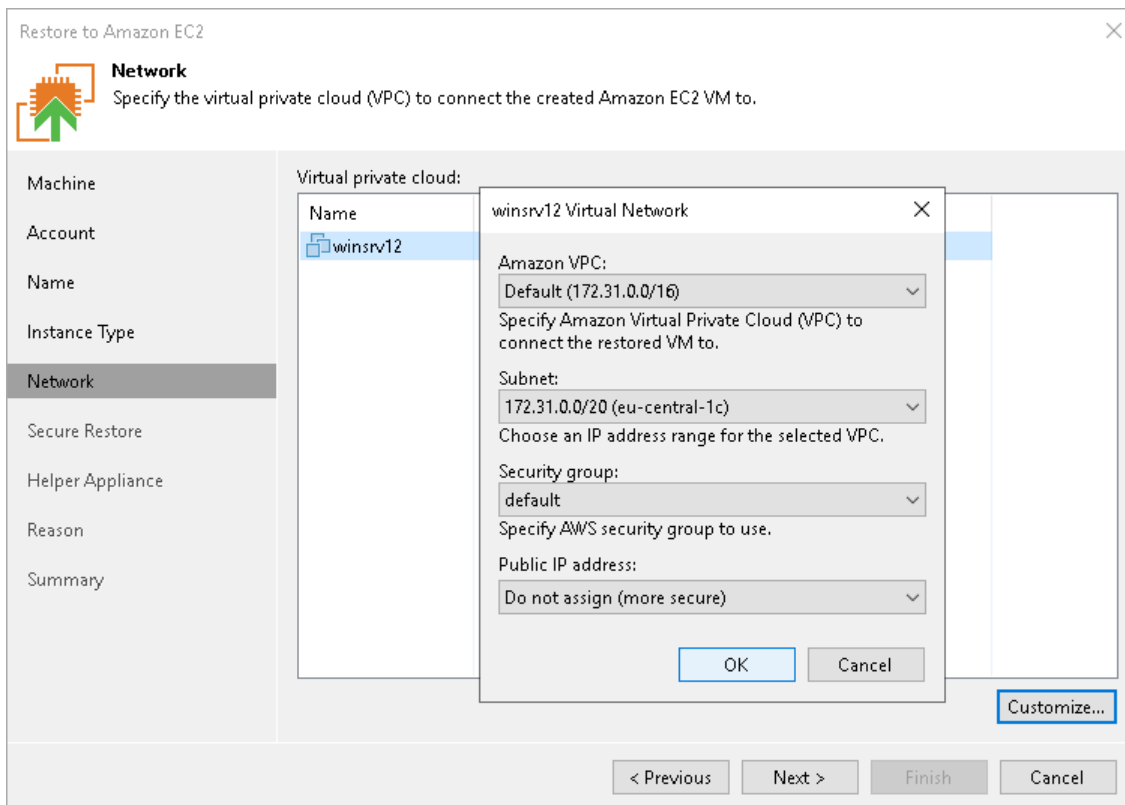 Restore to Amazon EC2
Network
Specify the virtual private cloud (VPC) to connect the created Amazon EC2 VM to.
Machine
Account
Name
Instance Type
Network
Secure Restore
Helper Appliance
Reason
Summary
Virtual private cloud:
Name
winsrv12
winsrv12 Virtual Network
Amazon VPC:
Default (172.31.0.0/16)
Specify Amazon Virtual Private Cloud (VPC) to
connect the restored VM to.
Subnet:
172.31.0.0/20 (eu-central-1c)
Choose an IP address range for the selected VPC.
Security group:
default
Specify AWS security group to use.
Public IP address:
Do not assign (more secure)
OK
Cancel
Customize...
< Previous
Next >
Finish
Cancel